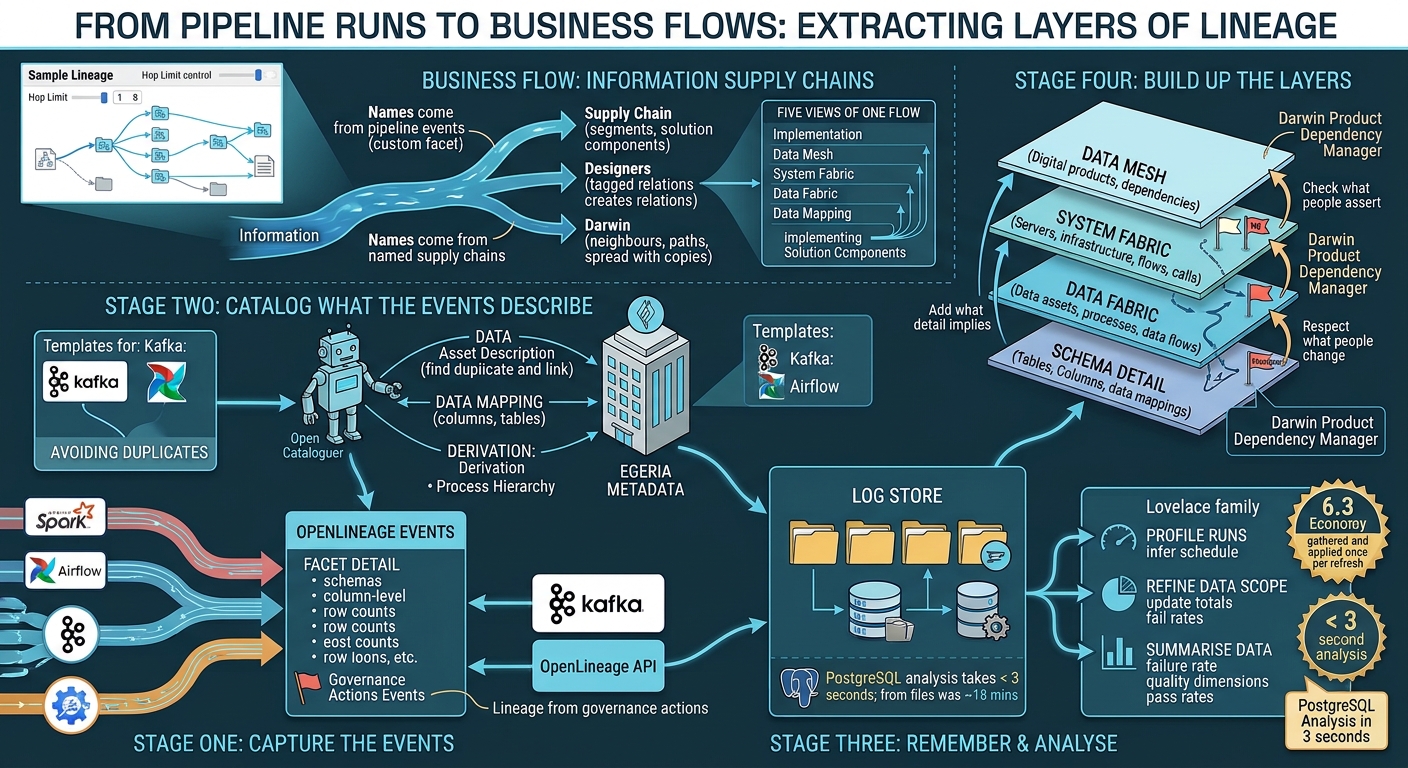 FROM PIPELINE RUNS TO BUSINESS FLOWS: EXTRACTING LAYERS OF LINEAGE
Sample Lineage
Hop Limit control
Hop Limit
1 8
BUSINESS FLOW: INFORMATION SUPPLY CHAINS
Names come
from pipeline events
(custom facet)
Information
Names come from
named supply chains
Supply Chain
(segments, solution
components)
Designers
(tagged relations
creates relations)
Darwin
(neighbours, paths,
spread with copies)
FIVE VIEWS OF ONE FLOW
Implementation
Data Mesh
System Fabric
Data Fabric
Data Mapping
implementing
Solution Components
STAGE FOUR: BUILD UP THE LAYERS
DATA MESH
(Digital products, dependencies)
SYSTEM FABRIC
(Servers, infrastructure, flows, calls)
DATA FABRIC
(Data assets, processes, data flows)
SCHEMA DETAIL
(Tables, Columns, data mappings)
Add what
detail implies
Darwin Product
Dependency
Manager
Check what
people assert
Darwin
Product
Dependency
Manager
Respect
what people
change
Darwin Product
Dependency Manager
STAGE TWO: CATALOG WHAT THE EVENTS DESCRIBE
Templates for: Kafka:
kafka
AVOIDING DUPLICATES
Open
Cataloguer
DATA
Asset Description
(find duplicate and link)
DATA MAPPING
(columns, tables)
DERIVATION:
Derivation
• Process Hierarchy
EGERIA
METADATA
Templates:
Kafka:
Airflow
Spark
Airflow
OPENLINEAGE EVENTS
FACET DETAIL
• schemas
• column-level
• row counts
• row counts
• eost counts
• row loons, etc.
Governance
Actions Events
kafka
OpenLineage API
Lineage from governance actions
STAGE ONE: CAPTURE THE EVENTS
LOG STORE
PostgreSQL analysis takes < 3
seconds; from files was ~18 mins
STAGE THREE: REMEMBER & ANALYSE
Lovelace family
PROFILE RUNS
infer schedule
REFINE DATA SCOPE
update totals
fail rates
SUMMARISE DATA
failure rate
quality dimensions
pass rates
6.3
Economy
gathered and
applied once
per refresh
< 3
second
analysis
PostgreSQL
Analysis in
3 seconds